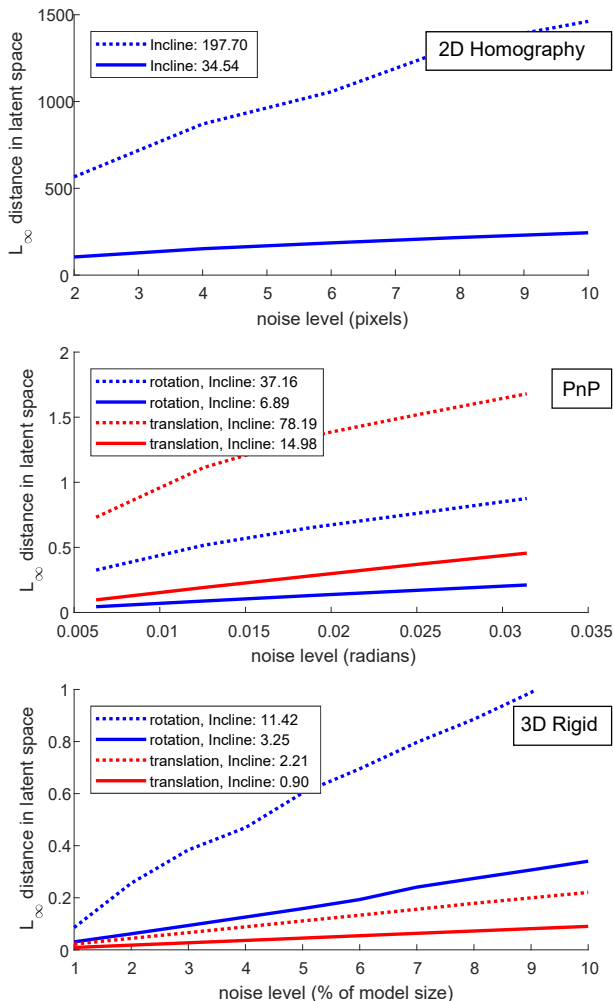 1500
1000
500
0
L∞ distance in latent space
Incline: 197.70
Incline: 34.54
2D Homography
2 3 4 5 6 7 8 9 10
noise level (pixels)
2
1.5
1
0.5
0
L∞ distance in latent space
rotation, Incline: 37.16
rotation, Incline: 6.89
translation, Incline: 78.19
translation, Incline: 14.98
PnP
0.005 0.01 0.015 0.02 0.025 0.03 0.035
noise level (radians)
1
0.8
0.6
0.4
0.2
0
L∞ distance in latent space
rotation, Incline: 11.42
rotation, Incline: 3.25
translation, Incline: 2.21
translation, Incline: 0.90
3D Rigid
1 2 3 4 5 6 7 8 9 10
noise level (% of model size)